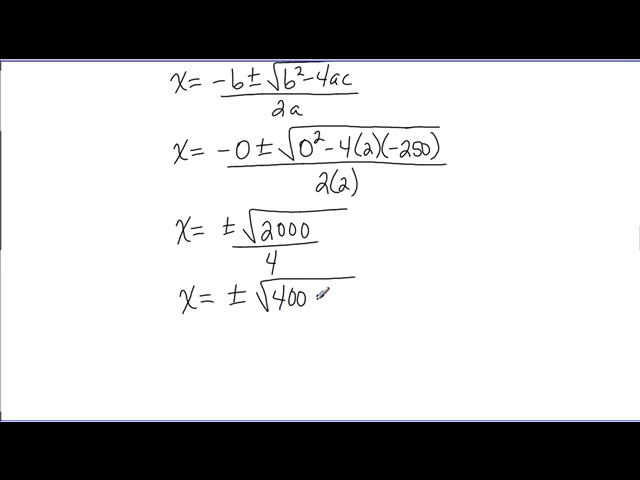 x = -b ± √b² - 4ac / 2a
x = -0 ± √0² - 4(2)(-250) / 2(2)
x = ± √2000 / 4
x = ± √400 ·